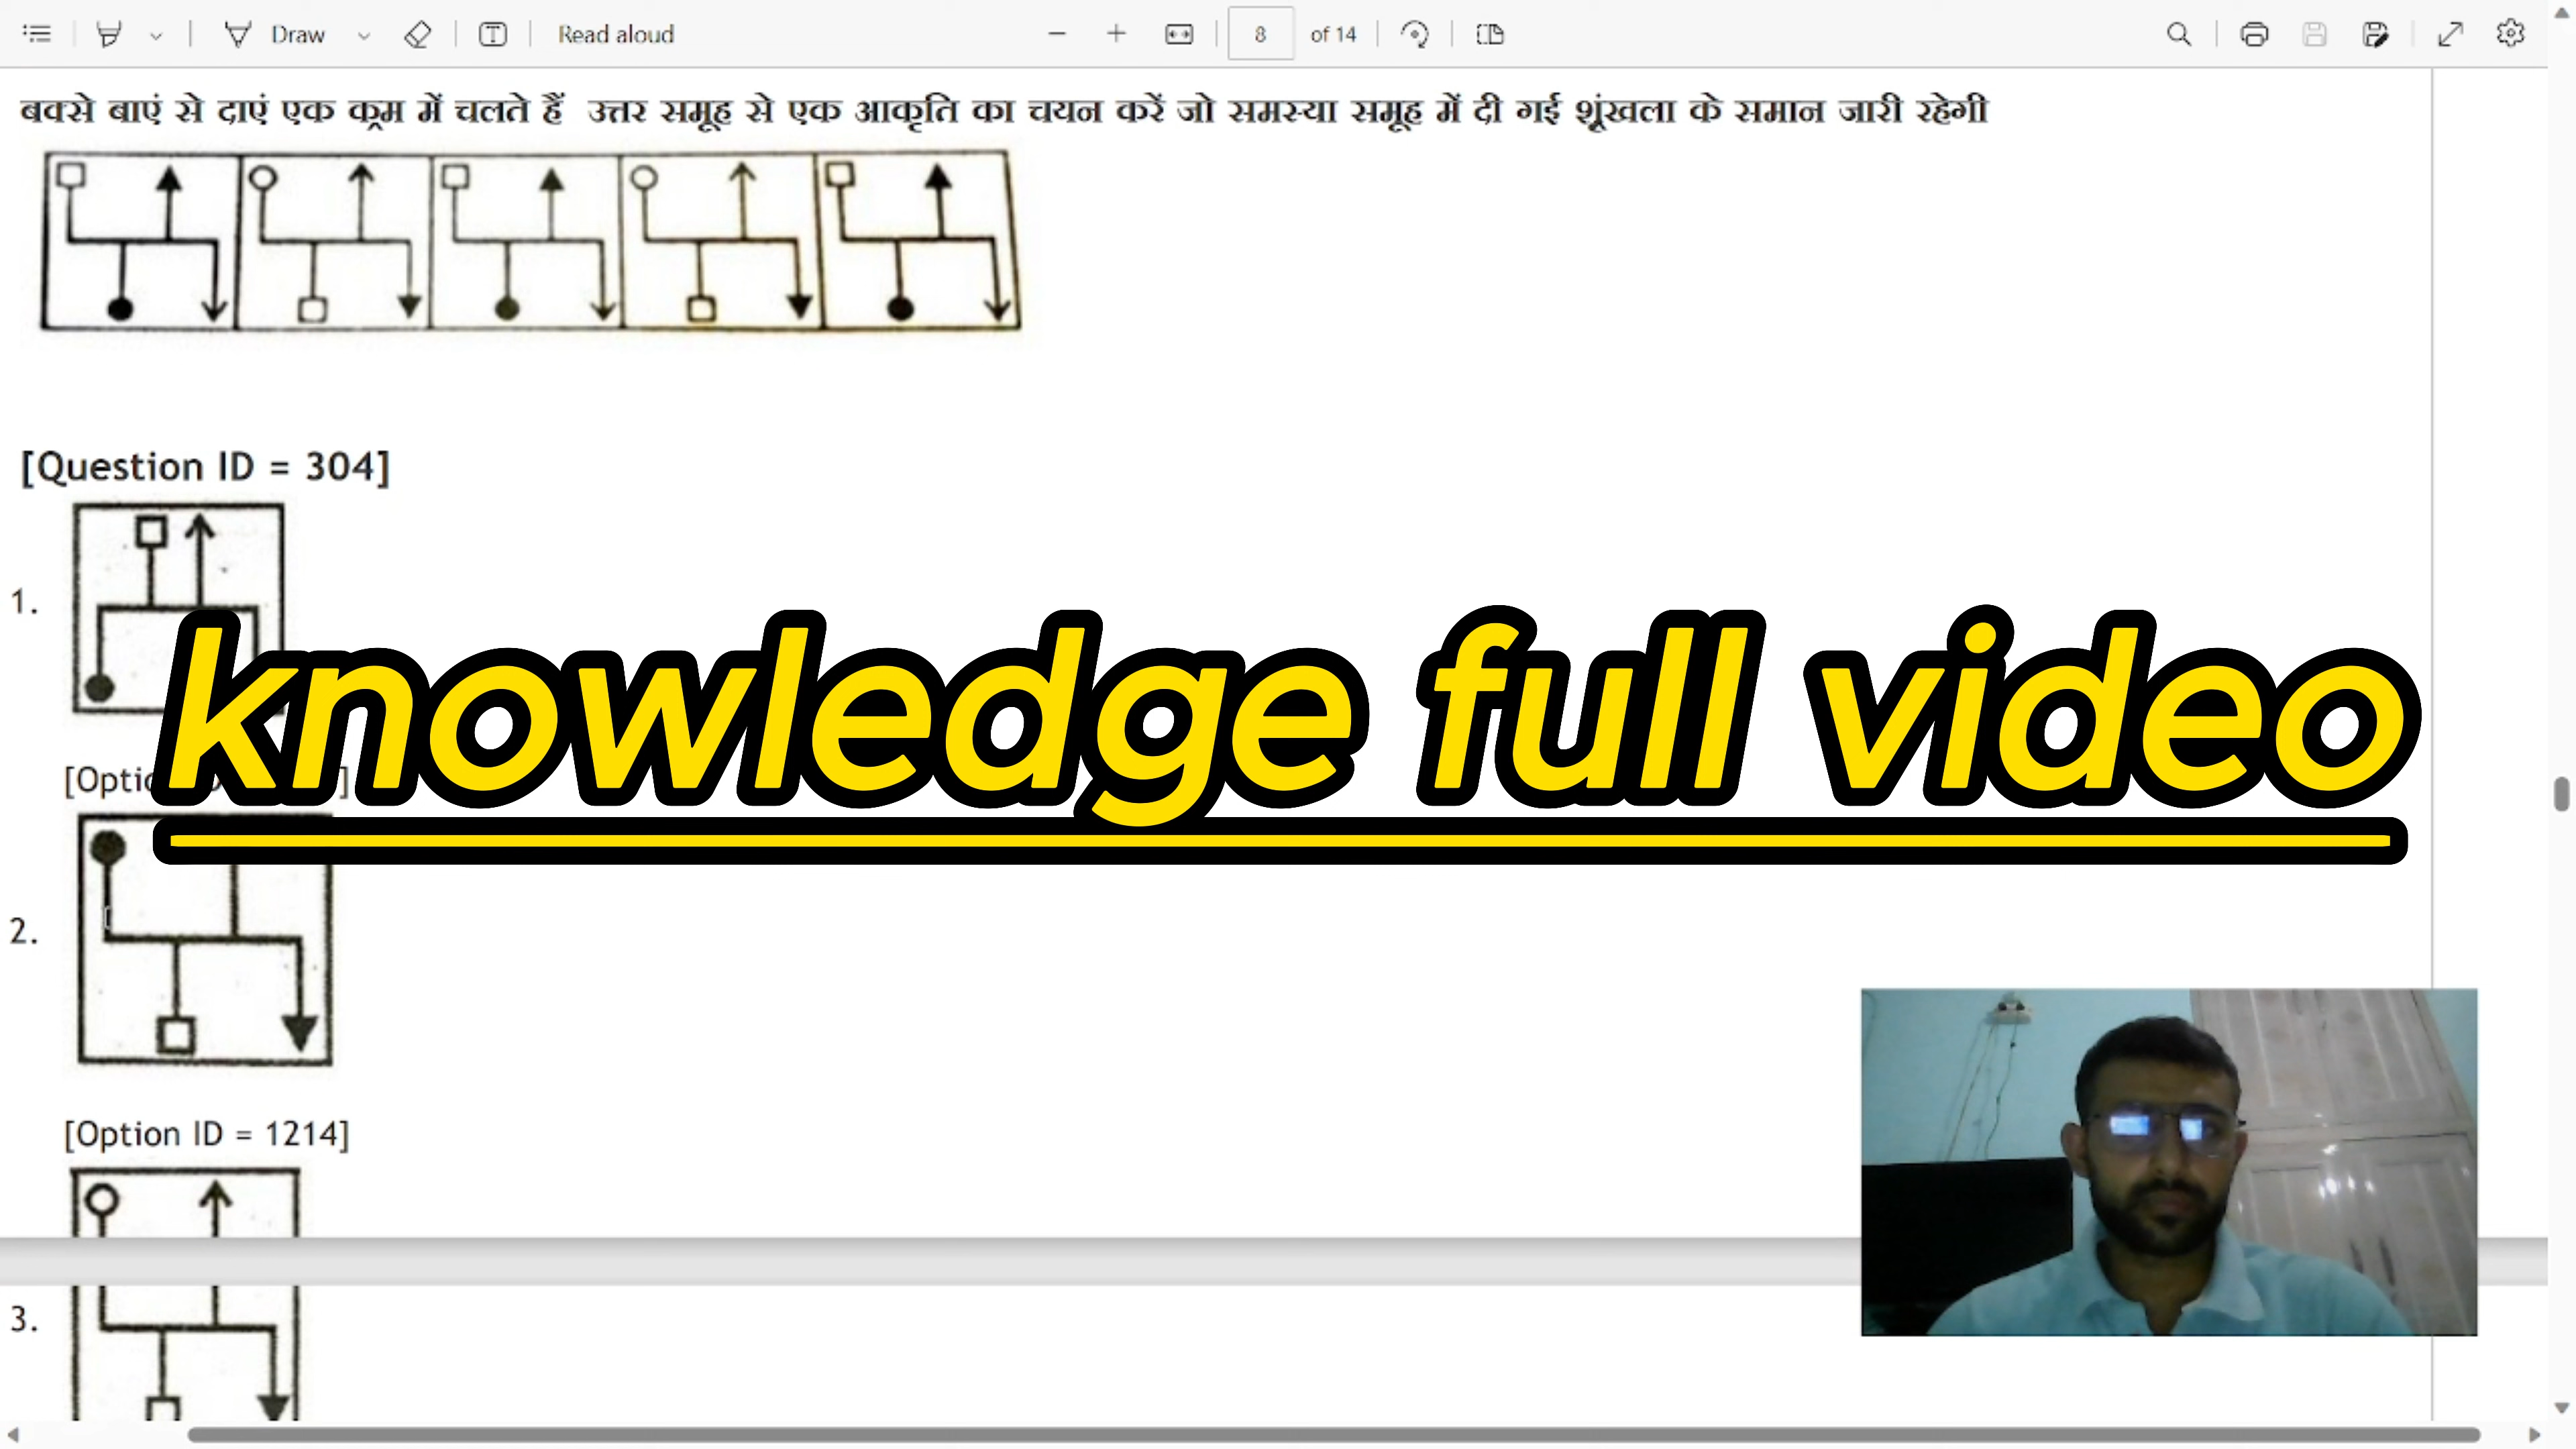 Draw
Read aloud
8 of 14
बक्से बाएं से दाएं एक क्रम में चलते हैं उत्तर समूह से एक आकृति का चयन करें जो समस्या समूह में दी गई श्रृंखला के समान जारी रहेगी
[Question ID = 304]
1.
knowledge full video
2.
[Option ID = 1214]
3.